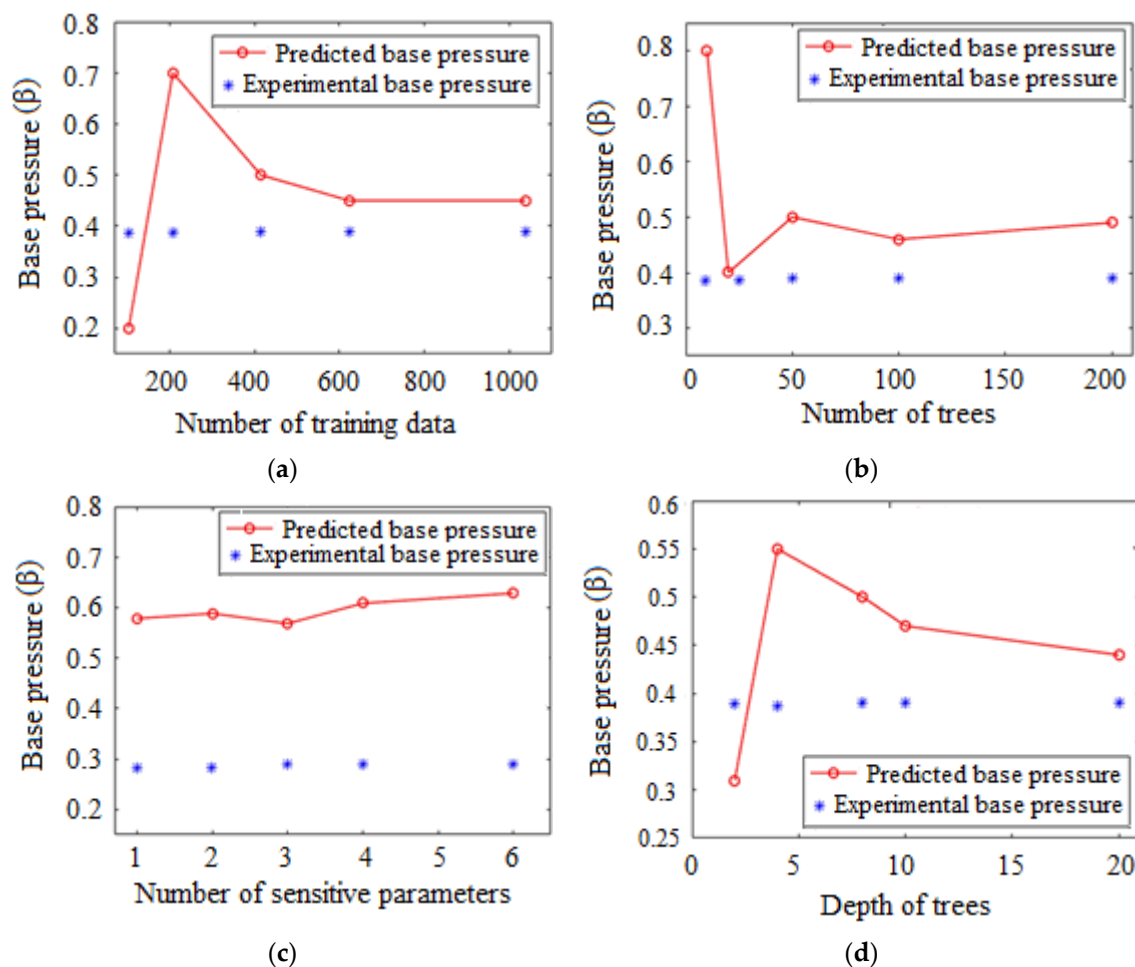 0.8
0.7
0.6
0.5
0.4
0.3
0.2
Base pressure (β)
Predicted base pressure
Experimental base pressure
200 400 600 800 1000
Number of training data
(a)
0.8
0.8
0.6
0.5
0.4
0.3
Base pressure (β)
Predicted base pressure
Experimental base pressure
0 50 100 150 200
Number of trees
(b)
0.8
0.7
0.6
0.5
0.4
0.3
0.2
Base pressure (β)
Predicted base pressure
Experimental base pressure
1 2 3 4 5 6
Number of sensitive parameters
(c)
0.6
0.55
0.5
0.45
0.4
0.35
0.3
0.25
Base pressure (β)
Predicted base pressure
Experimental base pressure
0 5 10 15 20
Depth of trees
(d)